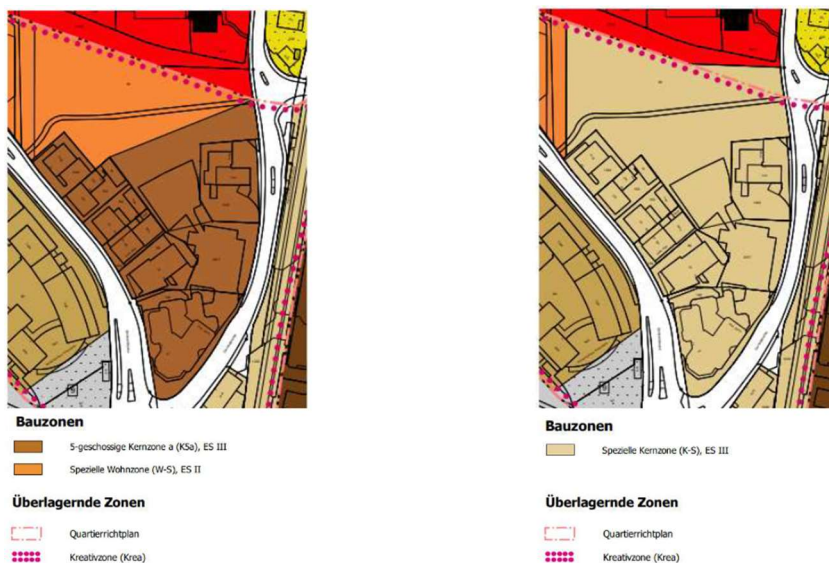 Bauzonen
5-geschossige Kernzone a (K5a), ES III
Spezielle Wohnzone (W-S), ES II
Überlagernde Zonen
Quartierrichtplan
Kreativzone (Krea)
Bauzonen
Spezielle Kernzone (K-S), ES III
Überlagernde Zonen
Quartierrichtplan
Kreativzone (Krea)